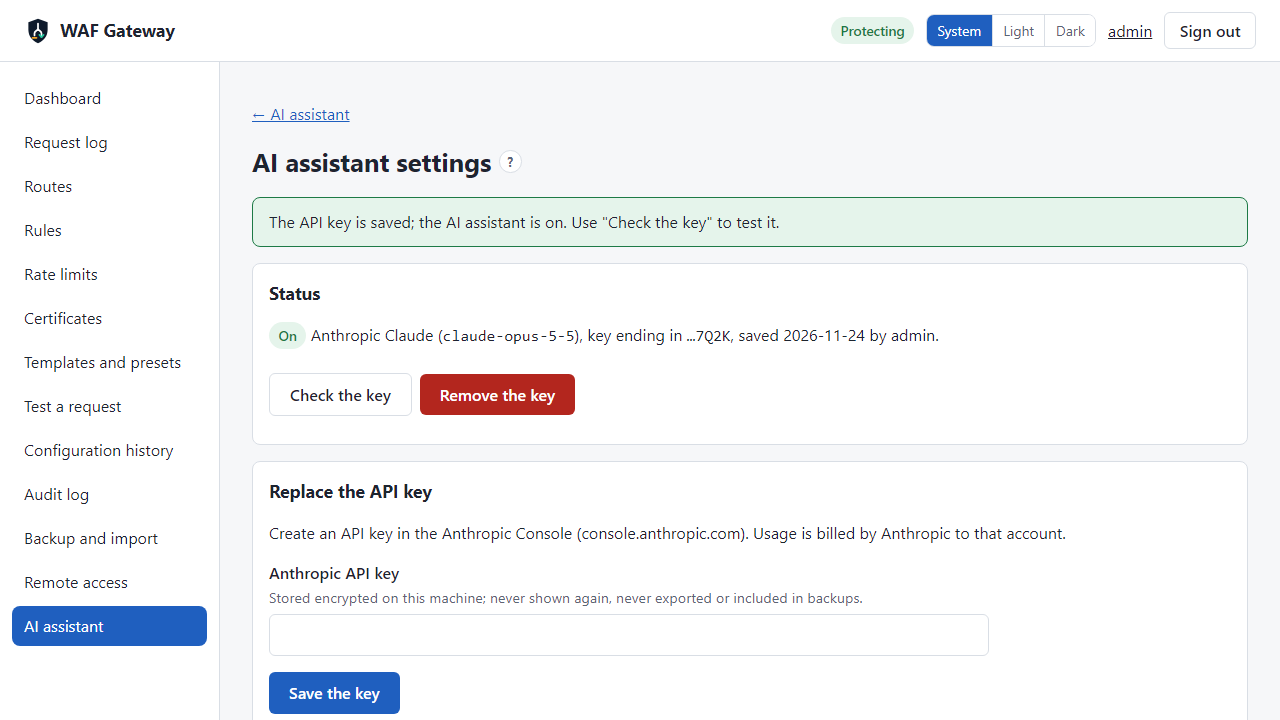 WAF Gateway
Protecting
System
Light
Dark
admin
Sign out
Dashboard
Request log
Routes
Rules
Rate limits
Certificates
Templates and presets
Test a request
Configuration history
Audit log
Backup and import
Remote access
AI assistant
← AI assistant
AI assistant settings ?
The API key is saved; the AI assistant is on. Use "Check the key" to test it.
Status
On Anthropic Claude (claude-opus-5-5), key ending in …7Q2K, saved 2026-11-24 by admin.
Check the key
Remove the key
Replace the API key
Create an API key in the Anthropic Console (console.anthropic.com). Usage is billed by Anthropic to that account.
Anthropic API key
Stored encrypted on this machine; never shown again, never exported or included in backups.
Save the key